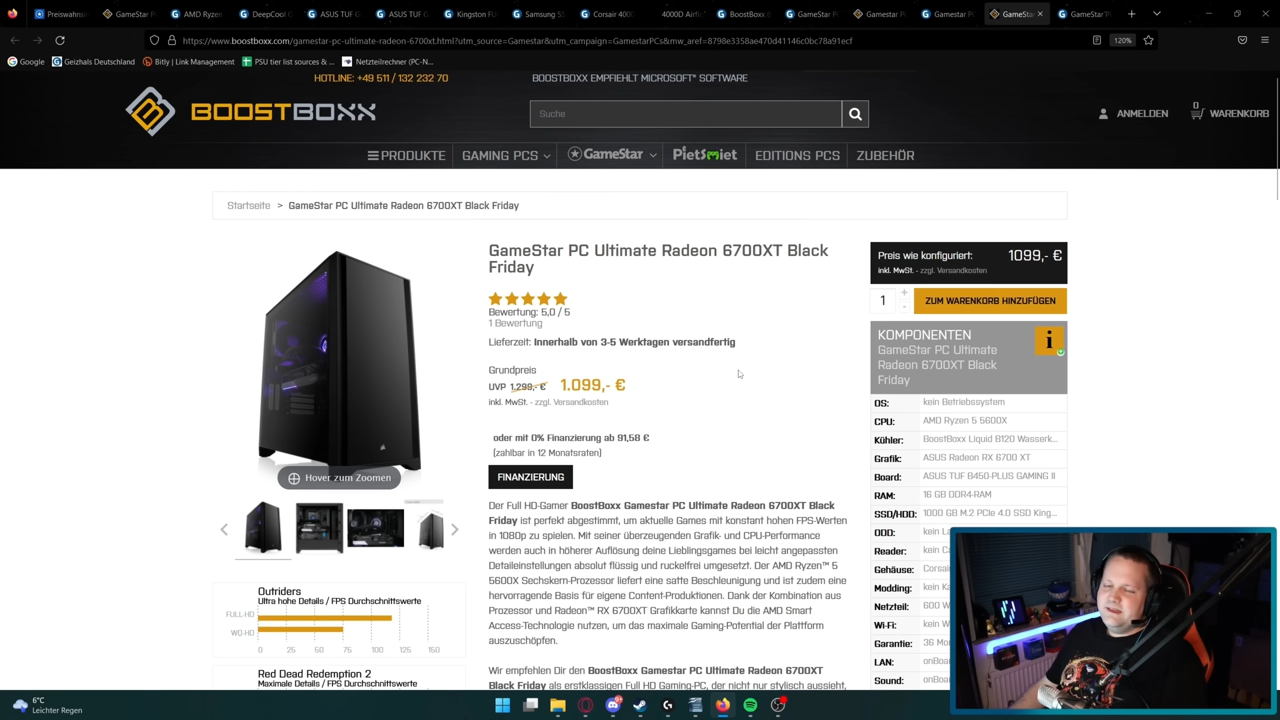 Preiswahnsin
GameStar PC
AMD Ryzen
DeepCool G
ASUS TUF G
ASUS TUF G
Kingston FU
Samsung S
Corsair 4000
4000D Airfl
BoostBoxx B
GameStar P
Gamestar P
Gamestar PC
GameStar
GameStar P
https://www.boostboxx.com/gamestar-pc-ultimate-radeon-6700xt.html?utm_source=Gamestar&utm_campaign=GamestarPCs&mw_aref=8798e3358ae470d41146c0bc78a91ecf
120%
Google
Geizhals Deutschland
Bitly | Link Management
PSU tier list sources & ...
Netzteilrechner (PC-N...
HOTLINE: +49 511 / 132 232 70
BOOSTBOXX EMPFIEHLT MICROSOFT® SOFTWARE
BOOSTBOXX
Suche
ANMELDEN
0
WARENKORB
PRODUKTE
GAMING PCS
GameStar
PietSmiet
EDITIONS PCS
ZUBEHÖR
Startseite > GameStar PC Ultimate Radeon 6700XT Black Friday
GameStar PC Ultimate Radeon 6700XT Black
Friday
Bewertung: 5,0 / 5
1 Bewertung
Lieferzeit: Innerhalb von 3-5 Werktagen versandfertig
Grundpreis
UVP 1.299,- € 1.099,- €
inkl. MwSt. - zzgl. Versandkosten
oder mit 0% Finanzierung ab 91,58 €
(zahlbar in 12 Monatsraten)
FINANZIERUNG
Hover zum Zoomen
Der Full HD-Gamer BoostBoxx Gamestar PC Ultimate Radeon 6700XT Black
Friday ist perfekt abgestimmt, um aktuelle Games mit konstant hohen FPS-Werten
in 1080p zu spielen. Mit seiner überzeugenden Grafik- und CPU-Performance
werden auch in höherer Auflösung deine Lieblingsgames bei leicht angepassten
Detaileinstellungen absolut flüssig und ruckelfrei umgesetzt. Der AMD Ryzen™ 5
5600X Sechskern-Prozessor liefert eine satte Beschleunigung und ist zudem eine
hervorragende Basis für eigene Content-Produktionen. Dank der Kombination aus
Prozessor und Radeon™ RX 6700XT Grafikkarte kannst Du die AMD Smart
Access-Technologie nutzen, um das maximale Gaming-Potential der Plattform
auszuschöpfen.
Wir empfehlen Dir den BoostBoxx Gamestar PC Ultimate Radeon 6700XT
Black Friday als erstklassigen Full HD Gaming-PC, der nicht nur stylisch aussieht,
Outriders
Ultra hohe Details / FPS Durchschnittswerte
FULL-HD
WQ-HD
0 25 50 75 100 125 150
Red Dead Redemption 2
Maximale Details / FPS Durchschnittswerte
Preis wie konfiguriert: 1099,- €
inkl. MwSt. - zzgl. Versandkosten
1 + -
ZUM WARENKORB HINZUFÜGEN
KOMPONENTEN
GameStar PC Ultimate
Radeon 6700XT Black
Friday
i
OS: kein Betriebssystem
CPU: AMD Ryzen 5 5600X
Kühler: BoostBoxx Liquid B120 Wasserk...
Grafik: ASUS Radeon RX 6700 XT
Board: ASUS TUF B450-PLUS GAMING II
RAM: 16 GB DDR4-RAM
SSD/HDD: 1000 GB M.2 PCIe 4.0 SSD King...
ODD: kein La
Reader: kein C
Gehäuse: Corsai
Modding: kein Ka
Netzteil: 600 W
Wi-Fi: kein W
Garantie: 36 Mo
LAN: onBoa
Sound: onBoa
6°C
Leichter Regen